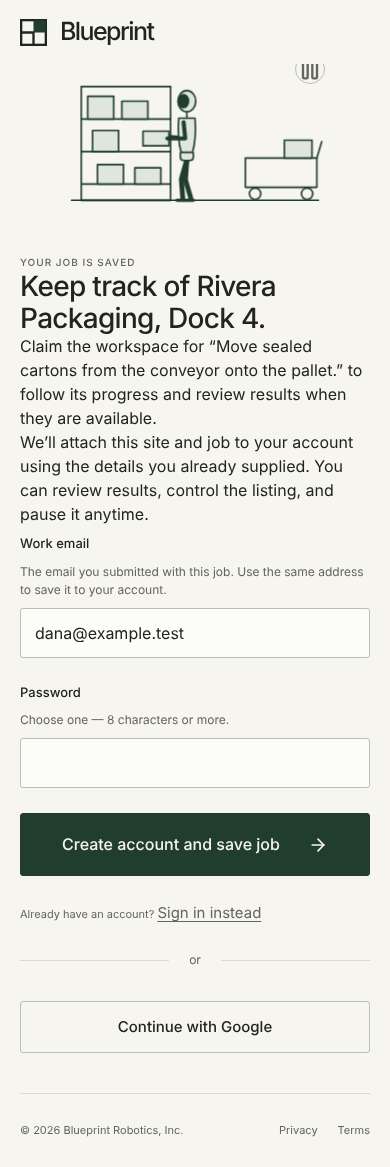 Blueprint
YOUR JOB IS SAVED
Keep track of Rivera
Packaging, Dock 4.
Claim the workspace for “Move sealed
cartons from the conveyor onto the pallet.” to
follow its progress and review results when
they are available.
We’ll attach this site and job to your account
using the details you already supplied. You
can review results, control the listing, and
pause it anytime.
Work email
The email you submitted with this job. Use the same address
to save it to your account.
dana@example.test
Password
Choose one — 8 characters or more.
Create account and save job →
Already have an account? Sign in instead
or
Continue with Google
© 2026 Blueprint Robotics, Inc. Privacy Terms